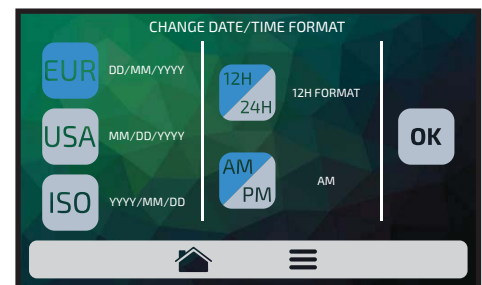 CHANGE DATE/TIME FORMAT
EUR DD/MM/YYYY
USA MM/DD/YYYY
ISO YYYY/MM/DD
12H
24H
12H FORMAT
AM
PM
AM
OK